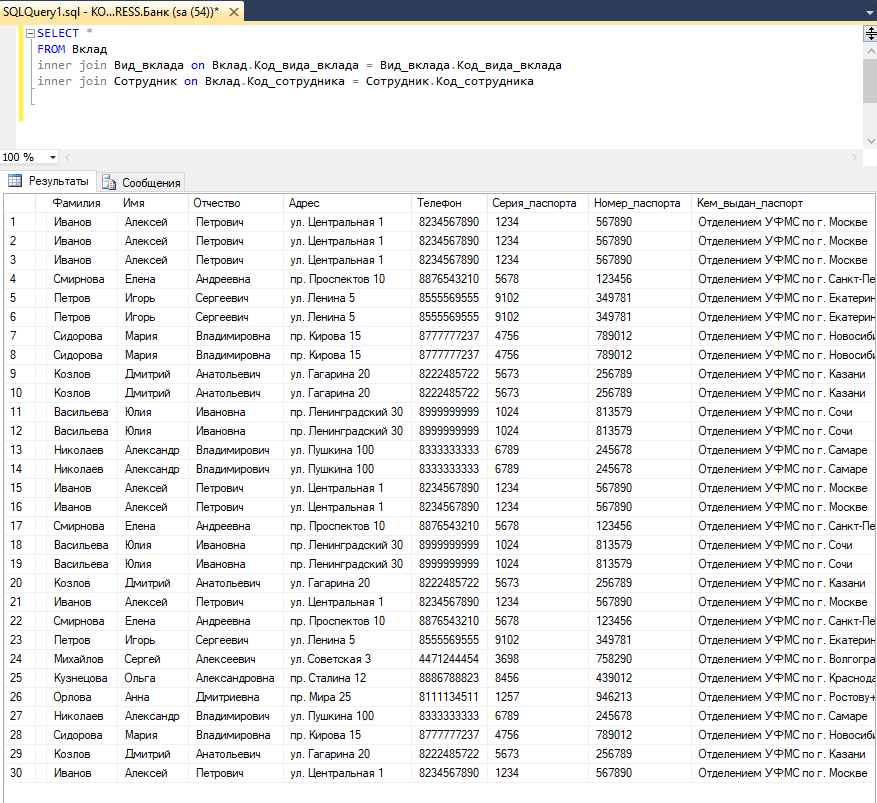 SQLQuery1.sql - KO...RESS.Банк (sa (54))*
SELECT *
FROM Вклад
inner join Вид_вклада on Вклад.Код_вида_вклада = Вид_вклада.Код_вида_вклада
inner join Сотрудник on Вклад.Код_сотрудника = Сотрудник.Код_сотрудника
100 %
Результаты Сообщения
Фамилия Имя Отчество Адрес Телефон Серия_паспорта Номер_паспорта Кем_выдан_паспорт
1 Иванов Алексей Петрович ул. Центральная 1 8234567890 1234 567890 Отделением УФМС по г. Москве
2 Иванов Алексей Петрович ул. Центральная 1 8234567890 1234 567890 Отделением УФМС по г. Москве
3 Иванов Алексей Петрович ул. Центральная 1 8234567890 1234 567890 Отделением УФМС по г. Москве
4 Смирнова Елена Андреевна пр. Проспектов 10 8876543210 5678 123456 Отделением УФМС по г. Санкт-Пе
5 Петров Игорь Сергеевич ул. Ленина 5 8555569555 9102 349781 Отделением УФМС по г. Екатерин
6 Петров Игорь Сергеевич ул. Ленина 5 8555569555 9102 349781 Отделением УФМС по г. Екатерин
7 Сидорова Мария Владимировна пр. Кирова 15 8777777237 4756 789012 Отделением УФМС по г. Новосиби
8 Сидорова Мария Владимировна пр. Кирова 15 8777777237 4756 789012 Отделением УФМС по г. Новосиби
9 Козлов Дмитрий Анатольевич ул. Гагарина 20 8222485722 5673 256789 Отделением УФМС по г. Казани
10 Козлов Дмитрий Анатольевич ул. Гагарина 20 8222485722 5673 256789 Отделением УФМС по г. Казани
11 Васильева Юлия Ивановна пр. Ленинградский 30 8999999999 1024 813579 Отделением УФМС по г. Сочи
12 Васильева Юлия Ивановна пр. Ленинградский 30 8999999999 1024 813579 Отделением УФМС по г. Сочи
13 Николаев Александр Владимирович ул. Пушкина 100 8333333333 6789 245678 Отделением УФМС по г. Самаре
14 Николаев Александр Владимирович ул. Пушкина 100 8333333333 6789 245678 Отделением УФМС по г. Самаре
15 Иванов Алексей Петрович ул. Центральная 1 8234567890 1234 567890 Отделением УФМС по г. Москве
16 Иванов Алексей Петрович ул. Центральная 1 8234567890 1234 567890 Отделением УФМС по г. Москве
17 Смирнова Елена Андреевна пр. Проспектов 10 8876543210 5678 123456 Отделением УФМС по г. Санкт-Пе
18 Васильева Юлия Ивановна пр. Ленинградский 30 8999999999 1024 813579 Отделением УФМС по г. Сочи
19 Васильева Юлия Ивановна пр. Ленинградский 30 8999999999 1024 813579 Отделением УФМС по г. Сочи
20 Козлов Дмитрий Анатольевич ул. Гагарина 20 8222485722 5673 256789 Отделением УФМС по г. Казани
21 Иванов Алексей Петрович ул. Центральная 1 8234567890 1234 567890 Отделением УФМС по г. Москве
22 Смирнова Елена Андреевна пр. Проспектов 10 8876543210 5678 123456 Отделением УФМС по г. Санкт-Пе
23 Петров Игорь Сергеевич ул. Ленина 5 8555569555 9102 349781 Отделением УФМС по г. Екатерин
24 Михайлов Сергей Алексеевич ул. Советская 3 4471244454 3698 758290 Отделением УФМС по г. Волгогра
25 Кузнецова Ольга Александровна пр. Сталина 12 8886788823 8456 439012 Отделением УФМС по г. Краснода
26 Орлова Анна Дмитриевна пр. Мира 25 8111134511 1257 946213 Отделением УФМС по г. Ростову-
27 Николаев Александр Владимирович ул. Пушкина 100 8333333333 6789 245678 Отделением УФМС по г. Самаре
28 Сидорова Мария Владимировна пр. Кирова 15 8777777237 4756 789012 Отделением УФМС по г. Новосиби
29 Козлов Дмитрий Анатольевич ул. Гагарина 20 8222485722 5673 256789 Отделением УФМС по г. Казани
30 Иванов Алексей Петрович ул. Центральная 1 8234567890 1234 567890 Отделением УФМС по г. Москве